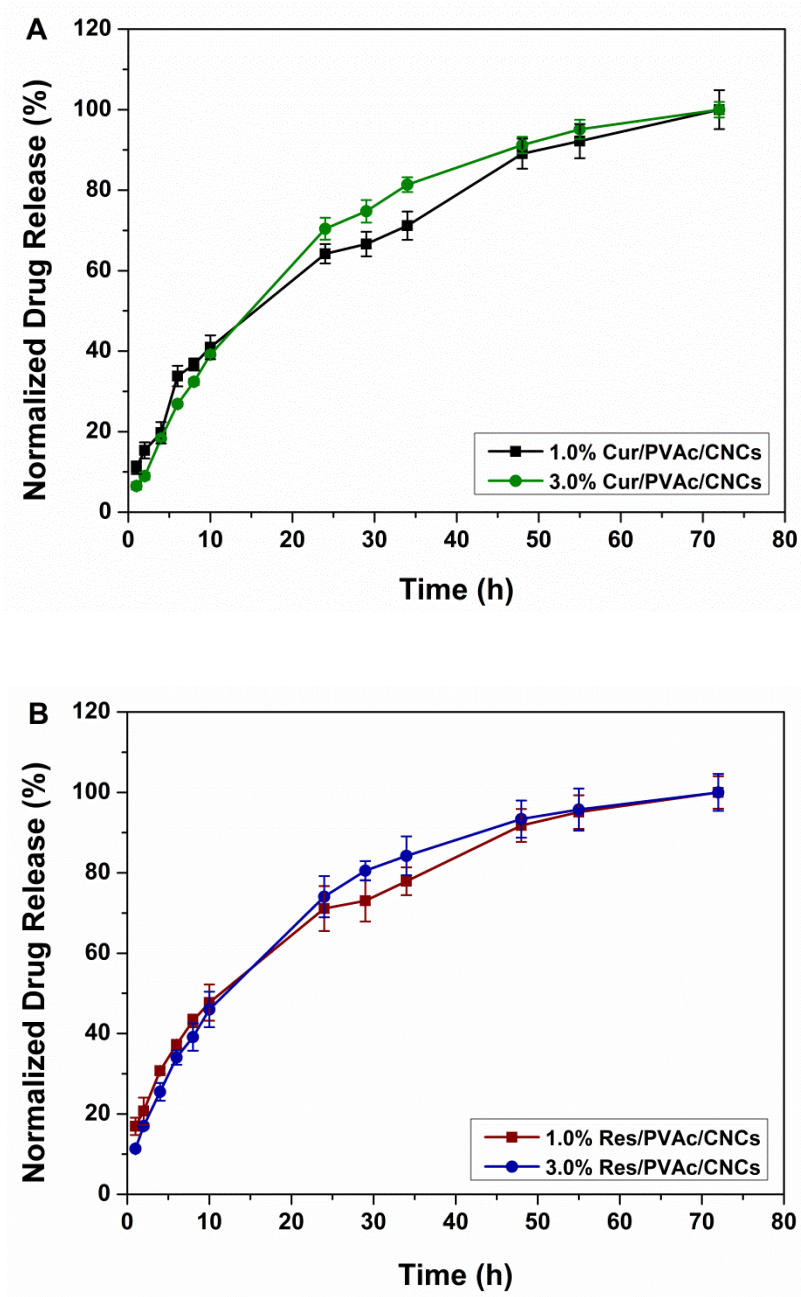 A
120
100
80
60
40
20
0
Normalized Drug Release (%)
1.0% Cur/PVAc/CNCs
3.0% Cur/PVAc/CNCs
0 10 20 30 40 50 60 70 80
Time (h)
B
120
100
80
60
40
20
0
Normalized Drug Release (%)
1.0% Res/PVAc/CNCs
3.0% Res/PVAc/CNCs
0 10 20 30 40 50 60 70 80
Time (h)